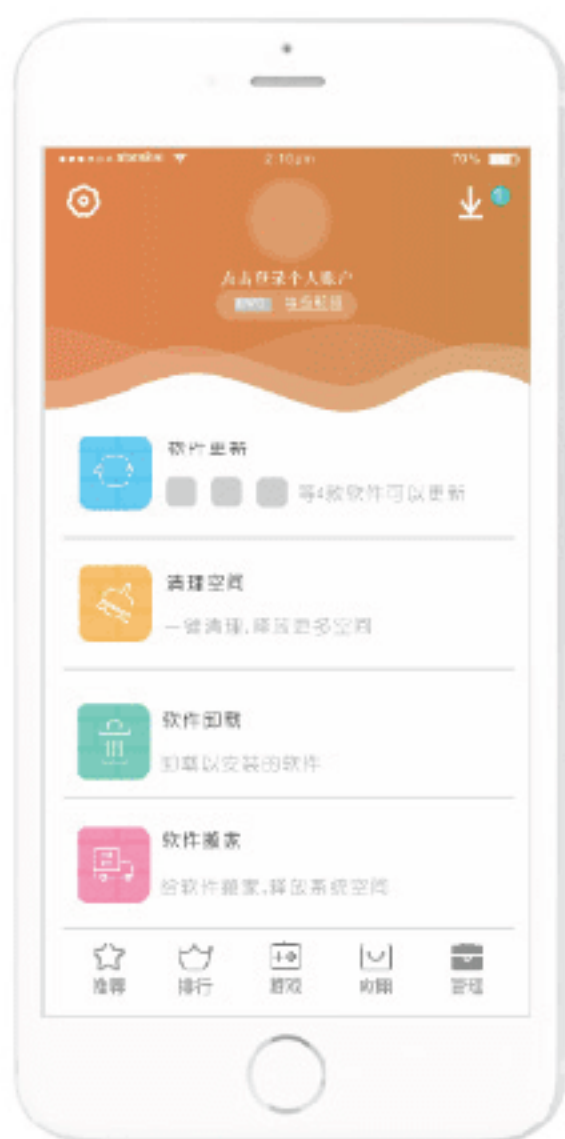 2:10pm
70%
点击登录个人账户
软件更新
等4款软件可以更新
清理空间
一键清理,释放更多空间
软件卸载
卸载以安装的软件
软件搬家
给软件搬家,释放系统空间
推荐
排行
游戏
管理